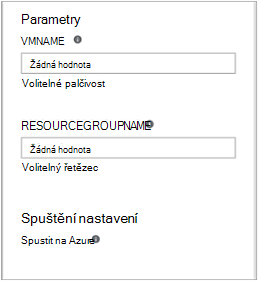 Parametry
VMNAME
Žádná hodnota
Volitelné palčivost
RESOURCEGROUPNAME
Žádná hodnota
Volitelný řetězec
Spuštění nastavení
Spustit na Azure